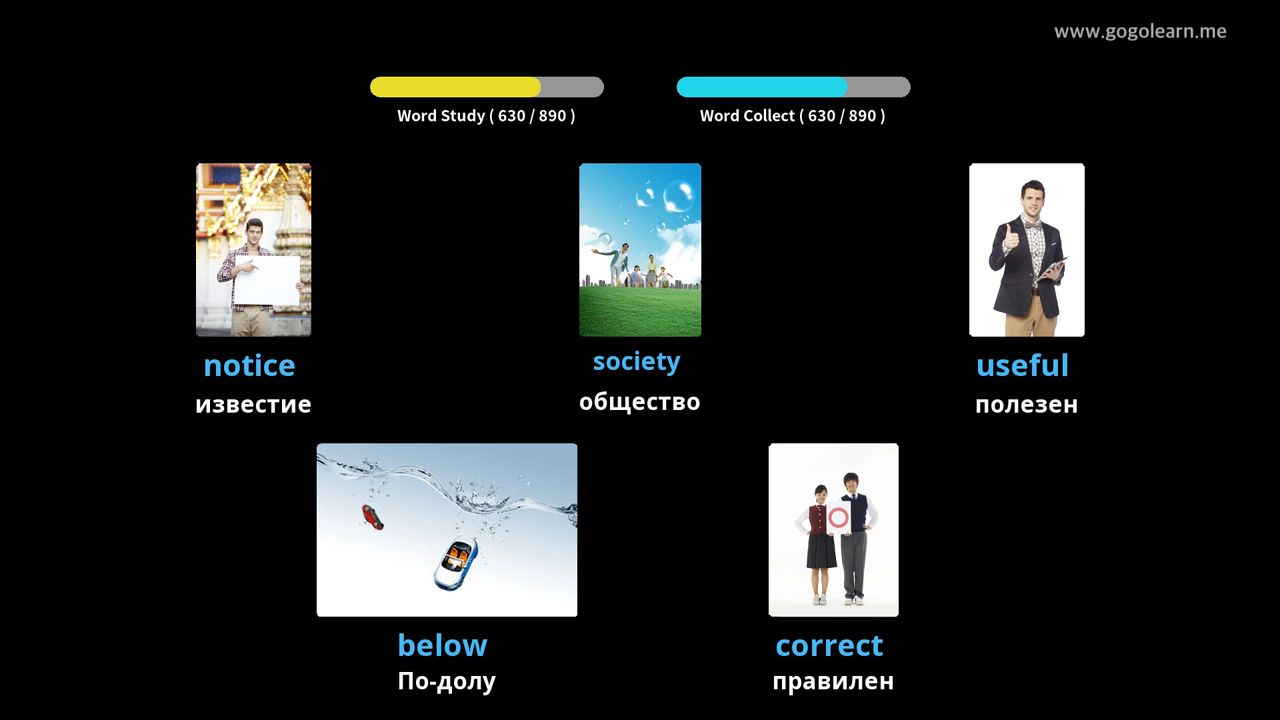 www.gogolearn.me
Word Study ( 630 / 890 )
Word Collect ( 630 / 890 )
notice
society
useful
известие
общество
полезен
below
correct
По-долу
правилен